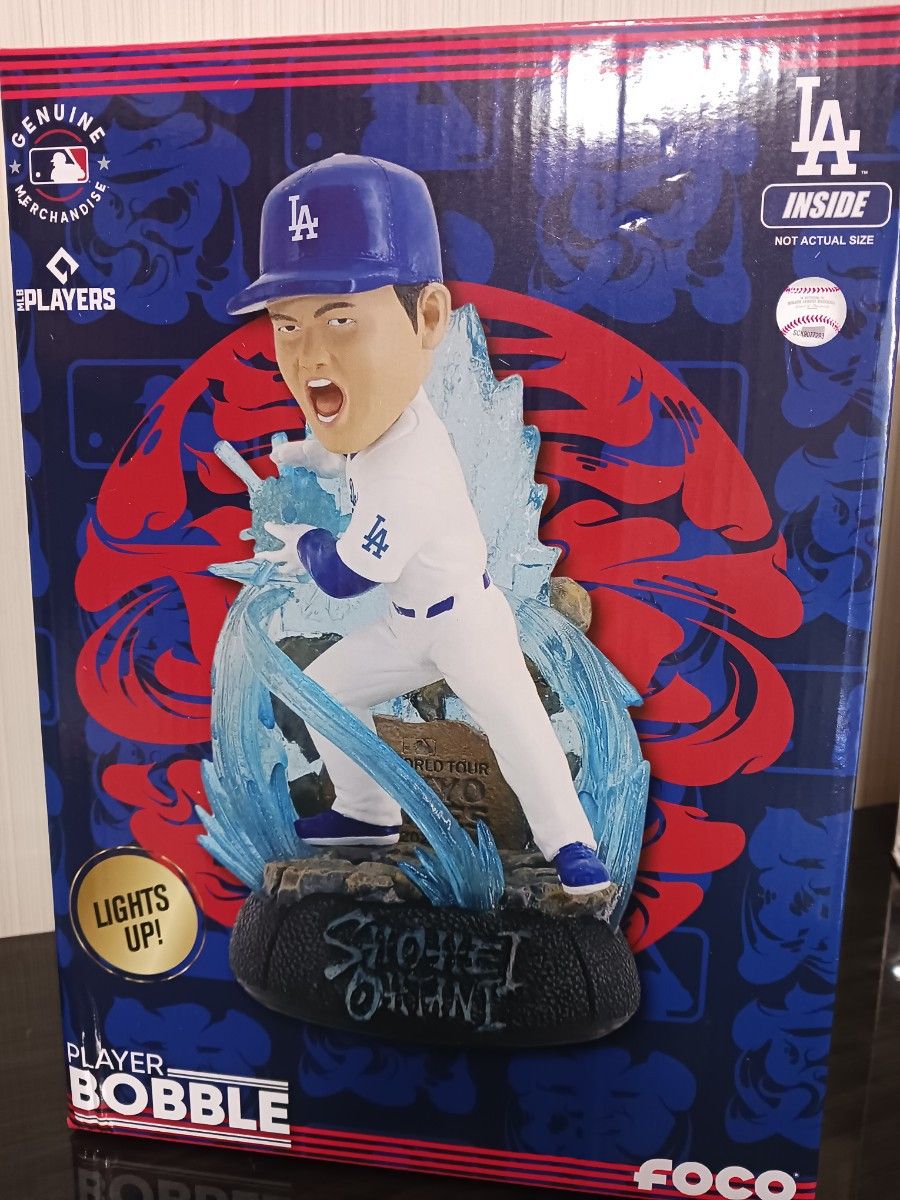 GENUINE
MERCHANDISE
MLB PLAYERS
LA
INSIDE
NOT ACTUAL SIZE
LA
LA
WORLD TOUR
LIGHTS
UP!
SHOHEI
OHTANI
PLAYER
BOBBLE
FOCO